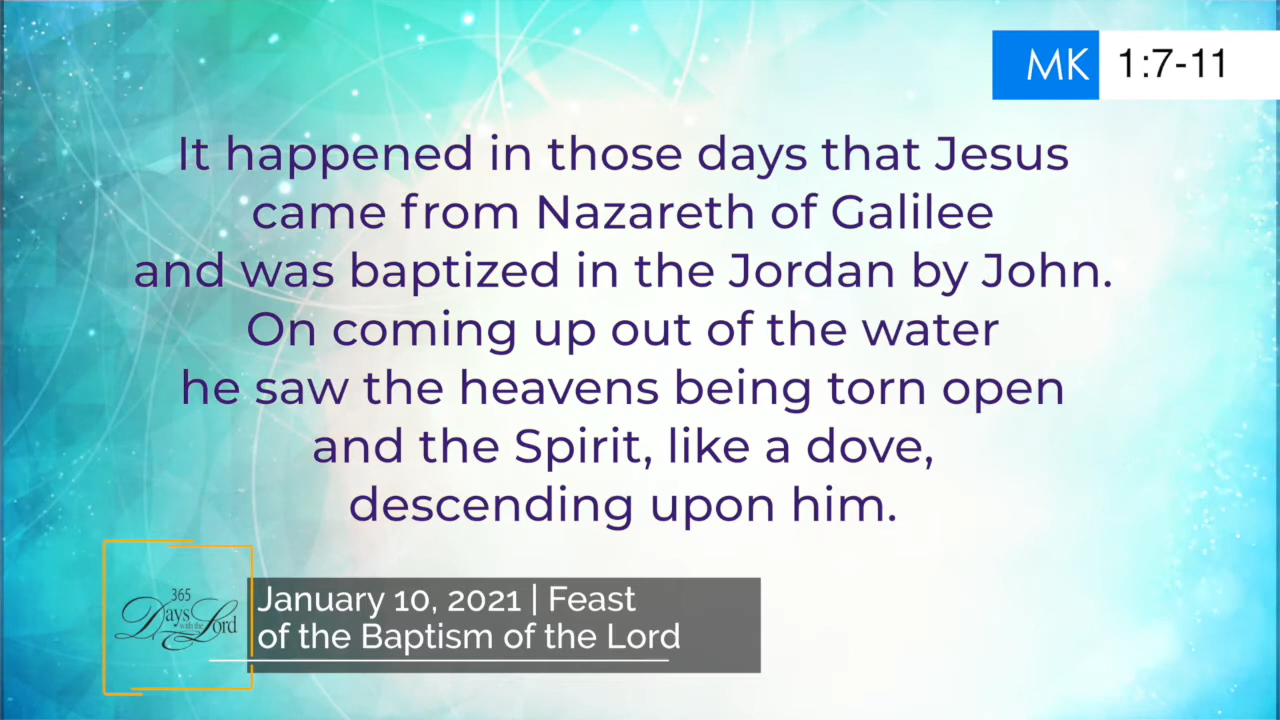 MK 1:7-11
It happened in those days that Jesus
came from Nazareth of Galilee
and was baptized in the Jordan by John.
On coming up out of the water
he saw the heavens being torn open
and the Spirit, like a dove,
descending upon him.
365
Days with the Lord
January 10, 2021 | Feast
of the Baptism of the Lord